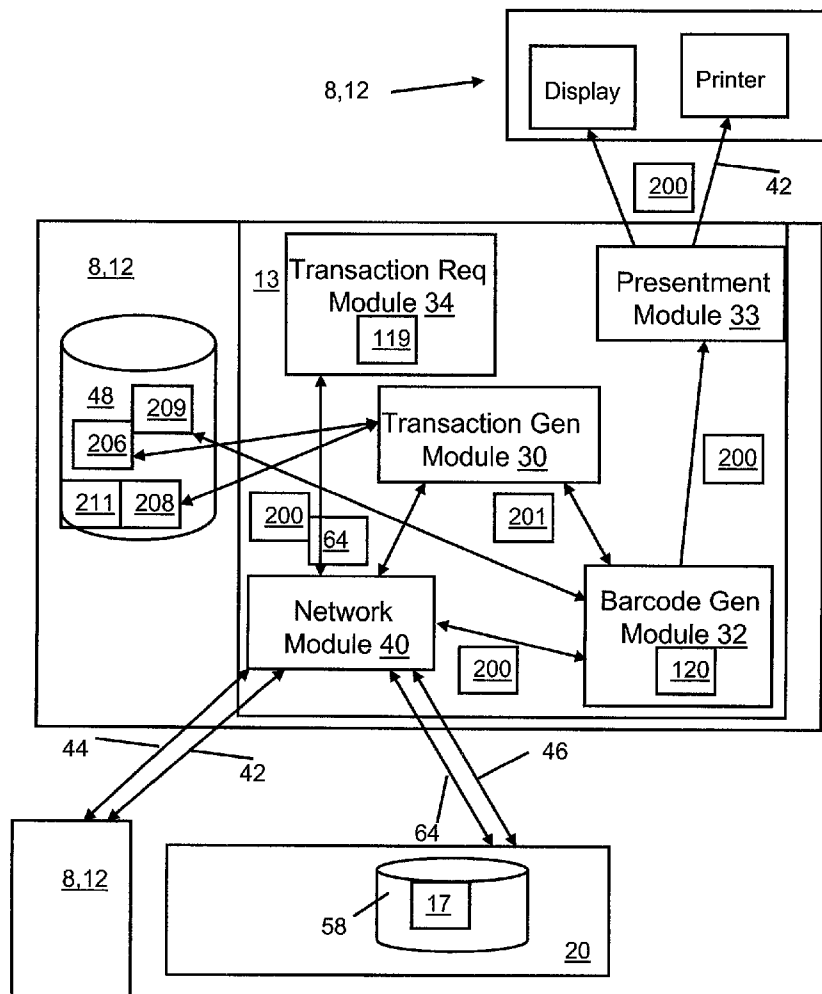 8,12
Display
Printer
200
42
8,12
13
Transaction Req
Module 34
119
Presentment
Module 33
48
209
206
211
208
Transaction Gen
Module 30
200
200
64
201
Network
Module 40
Barcode Gen
Module 32
120
200
44
42
46
64
8,12
58
17
20